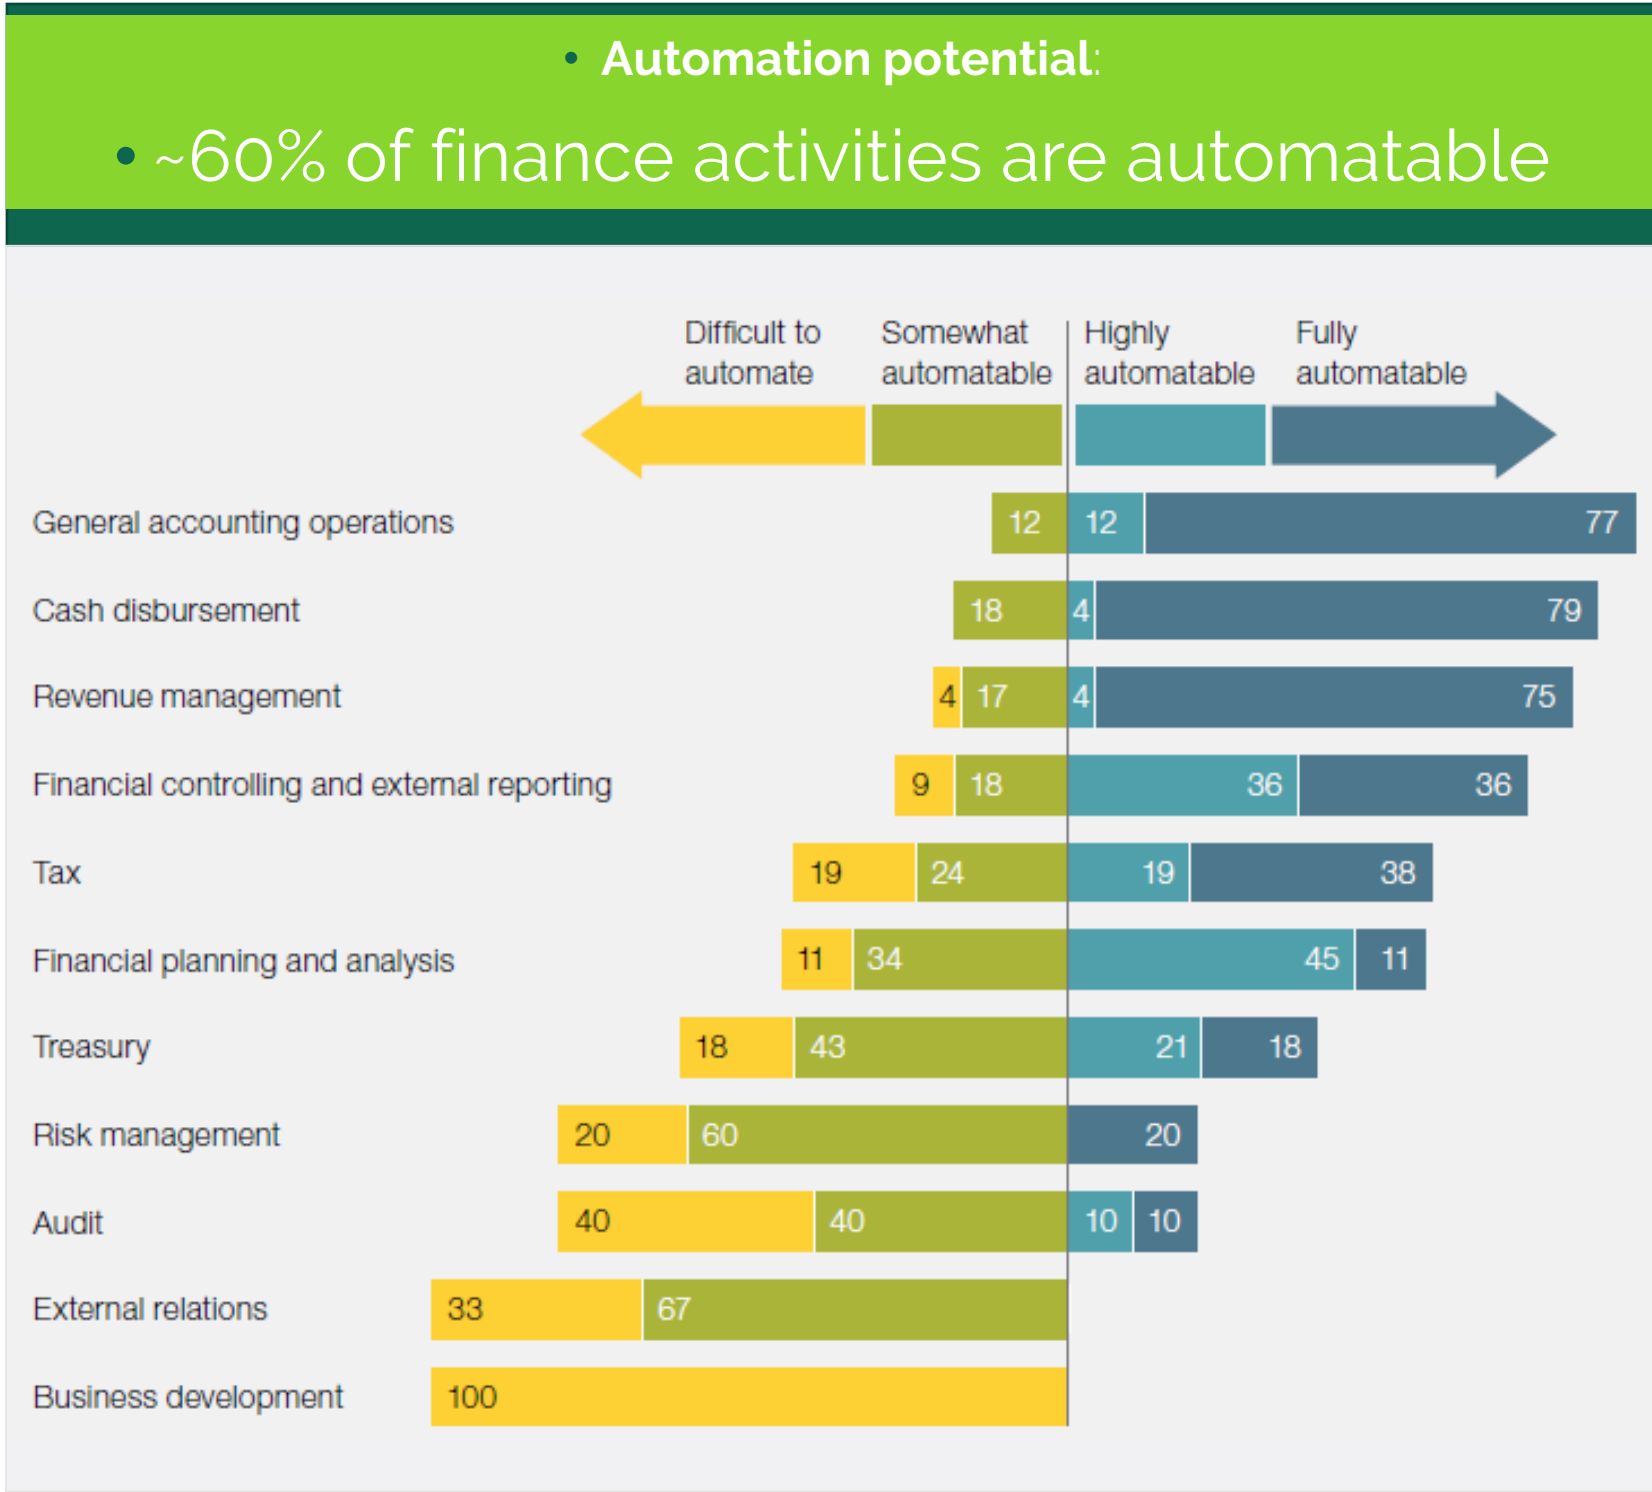 • Automation potential:
• ~60% of finance activities are automatable
Difficult to automate
Somewhat automatable
Highly automatable
Fully automatable
General accounting operations 12 12 77
Cash disbursement 18 4 79
Revenue management 4 17 4 75
Financial controlling and external reporting 9 18 36 36
Tax 19 24 19 38
Financial planning and analysis 11 34 45 11
Treasury 18 43 21 18
Risk management 20 60 20
Audit 40 40 10 10
External relations 33 67
Business development 100